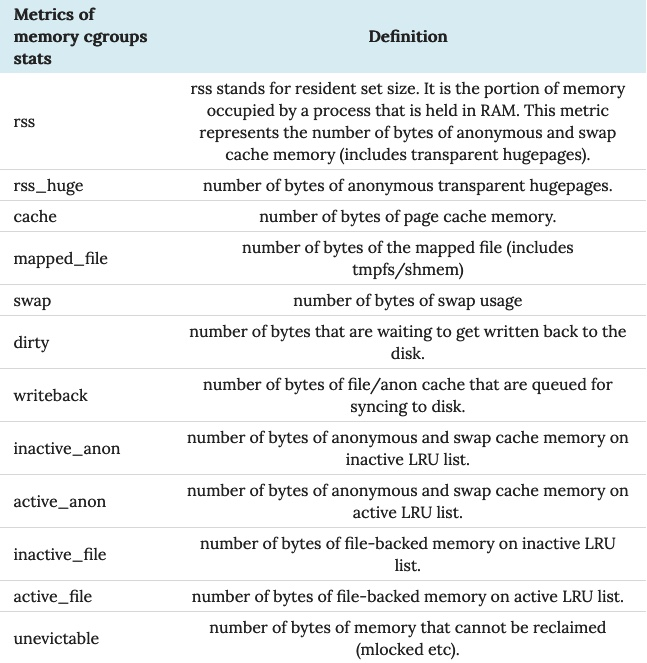 Metrics of
memory cgroups
stats
Definition
rss
rss stands for resident set size. It is the portion of memory
occupied by a process that is held in RAM. This metric
represents the number of bytes of anonymous and swap
cache memory (includes transparent hugepages).
rss_huge
number of bytes of anonymous transparent hugepages.
cache
number of bytes of page cache memory.
mapped_file
number of bytes of the mapped file (includes
tmpfs/shmem)
swap
number of bytes of swap usage
dirty
number of bytes that are waiting to get written back to the
disk.
writeback
number of bytes of file/anon cache that are queued for
syncing to disk.
inactive_anon
number of bytes of anonymous and swap cache memory on
inactive LRU list.
active_anon
number of bytes of anonymous and swap cache memory on
active LRU list.
inactive_file
number of bytes of file-backed memory on inactive LRU
list.
active_file
number of bytes of file-backed memory on active LRU list.
unevictable
number of bytes of memory that cannot be reclaimed
(mlocked etc).